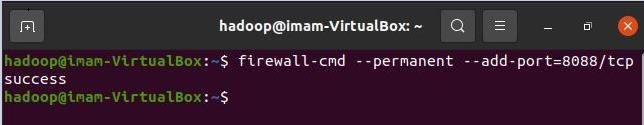 hadoop@imam-VirtualBox: ~
hadoop@imam-VirtualBox:~$ firewall-cmd --permanent --add-port=8088/tcp
success
hadoop@imam-VirtualBox:~$